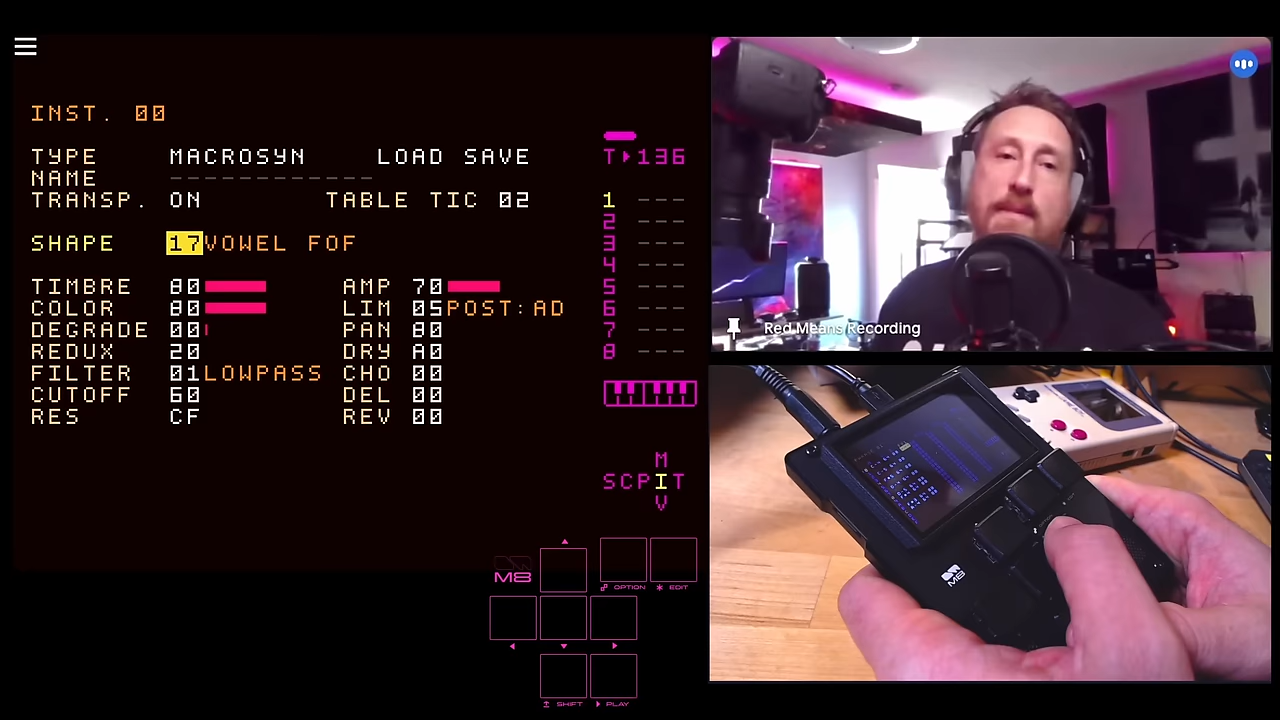 INST. 00
TYPE MACROSYN LOAD SAVE
NAME ------------
TRANSP. ON TABLE TIC 02
SHAPE 17 VOWEL FOF
TIMBRE 80 AMP 70
COLOR 80 LIM 05 POST:AD
DEGRADE 00 PAN 80
REDUX 20 DRY A0
FILTER 01 LOWPASS CHO 00
CUTOFF 60 DEL 00
RES CF REV 00
T▸136
1 ---
2 ---
3 ---
4 ---
5 ---
6 ---
7 ---
8 ---
M
SCPIT
V
M8
OPTION
EDIT
SHIFT
PLAY
Red Means Recording
M8